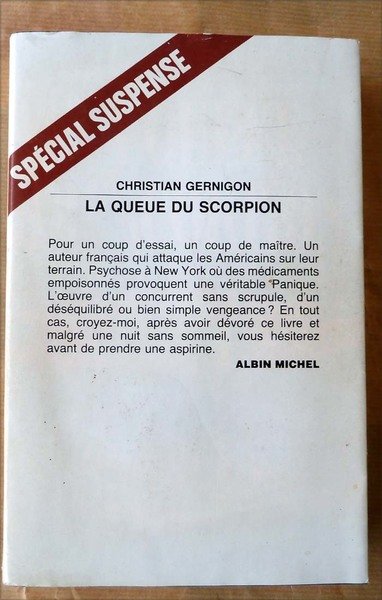 SPÉCIAL SUSPENSE
CHRISTIAN GERNIGON
LA QUEUE DU SCORPION
Pour un coup d'essai, un coup de maître. Un
auteur français qui attaque les Américains sur leur
terrain. Psychose à New York où des médicaments
empoisonnés provoquent une véritable Panique.
L'œuvre d'un concurrent sans scrupule, d'un
déséquilibré ou bien simple vengeance ? En tout
cas, croyez-moi, après avoir dévoré ce livre et
malgré une nuit sans sommeil, vous hésiterez
avant de prendre une aspirine.
ALBIN MICHEL